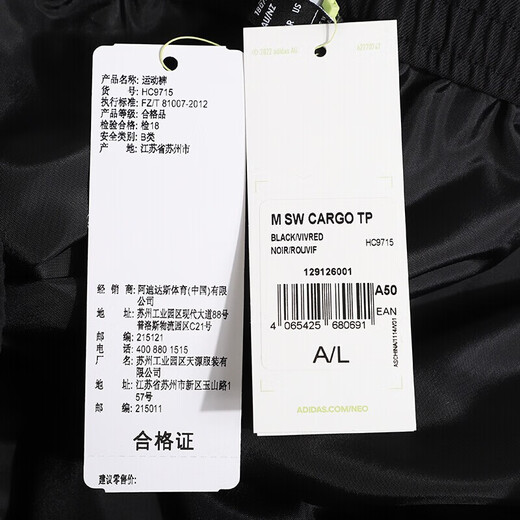 产品名称: 运动裤
货 号: HC9715
执行标准: FZ/T 81007-2012
产品等级: 合格品
检验合格: 检18
安全类别: B类
产 地: 江苏省苏州市
经 销 商: 阿迪达斯体育(中国)有限
公司
地址: 苏州工业园区现代大道88号
普洛斯物流园区C21号
邮编: 215121
电话: 400 880 1515
厂名: 苏州工业园区天源服装有
限公司
地址: 江苏省苏州市新区玉山路1
57号
邮编: 215011
合格证
建议零售价:
M SW CARGO TP
BLACK/VIVRED
NOIR/ROUVIF
HC9715
129126001
A50
EAN
4 065425 680691
A/L
ADIDAS.COM/NEO